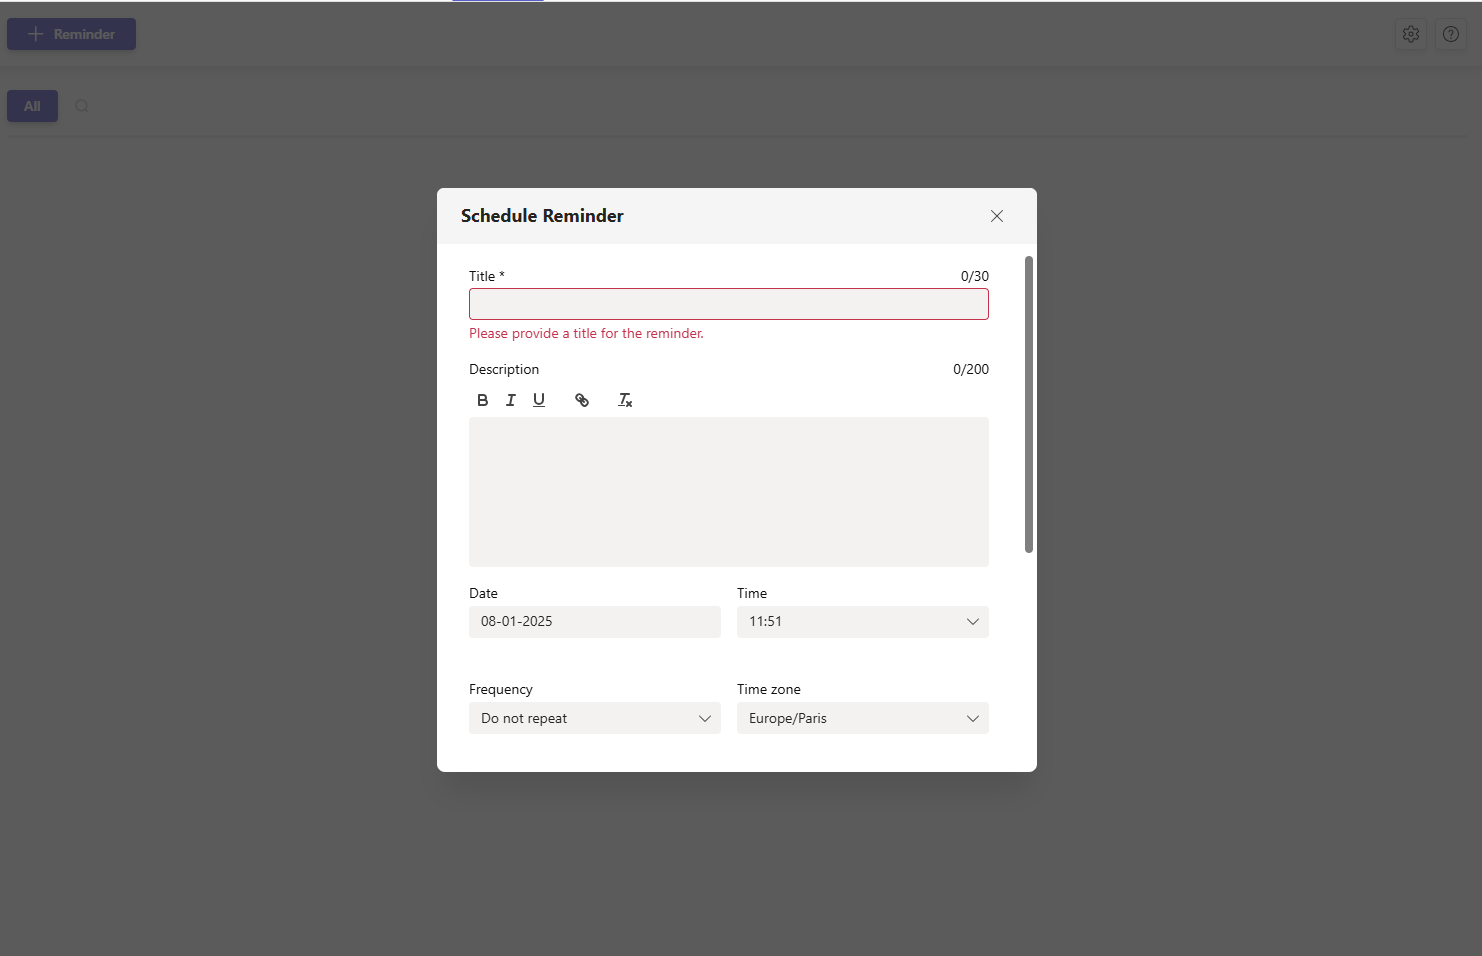 Reminder
All
Schedule Reminder
Title * 0/30
Please provide a title for the reminder.
Description 0/200
B I U
Date Time
08-01-2025 11:51
Frequency Time zone
Do not repeat Europe/Paris